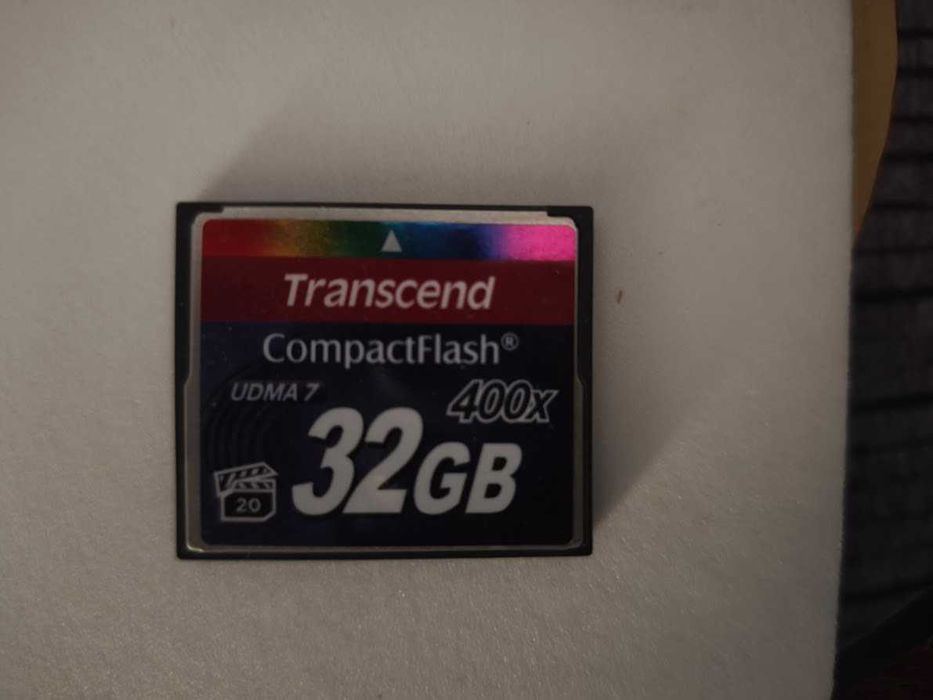 Transcend
CompactFlash®
UDMA 7
400x
32GB
20